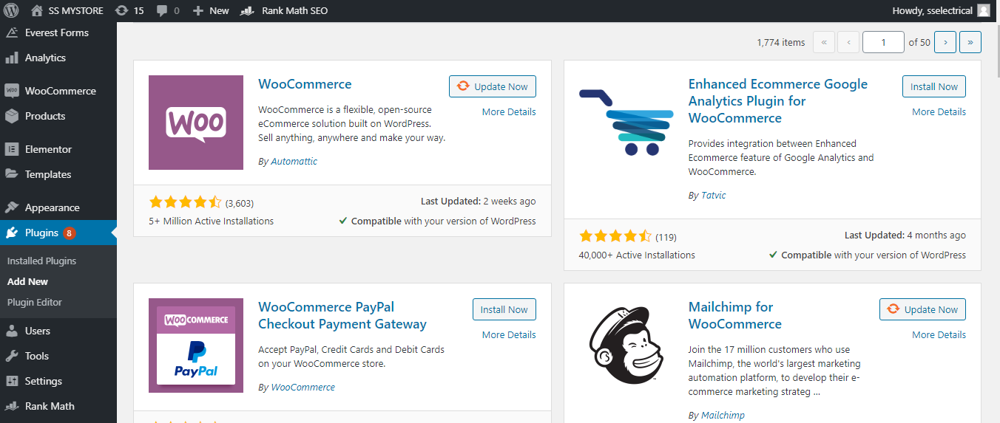 SS MYSTORE 15 0 New Rank Math SEO Howdy, sselectrical
Everest Forms
Analytics
WooCommerce
Products
Elementor
Templates
Appearance
Plugins 8
Installed Plugins
Add New
Plugin Editor
Users
Tools
Settings
Rank Math
1,774 items « ‹ 1 of 50 › »
WOO
WooCommerce
Update Now
More Details
WooCommerce is a flexible, open-source
eCommerce solution built on WordPress.
Sell anything, anywhere and make your way.
By Automattic
(3,603)
Last Updated: 2 weeks ago
5+ Million Active Installations
Compatible with your version of WordPress
Enhanced Ecommerce Google
Analytics Plugin for
WooCommerce
Install Now
More Details
Provides integration between Enhanced
Ecommerce feature of Google Analytics and
WooCommerce.
By Tatvic
(119)
Last Updated: 4 months ago
40,000+ Active Installations
Compatible with your version of WordPress
WOO COMMERCE
PayPal
WooCommerce PayPal
Checkout Payment Gateway
Install Now
More Details
Accept PayPal, Credit Cards and Debit Cards
on your WooCommerce store.
By WooCommerce
Mailchimp for
WooCommerce
Update Now
More Details
Join the 17 million customers who use
Mailchimp, the world's largest marketing
automation platform, to develop their e-
commerce marketing strateg ...
By Mailchimp